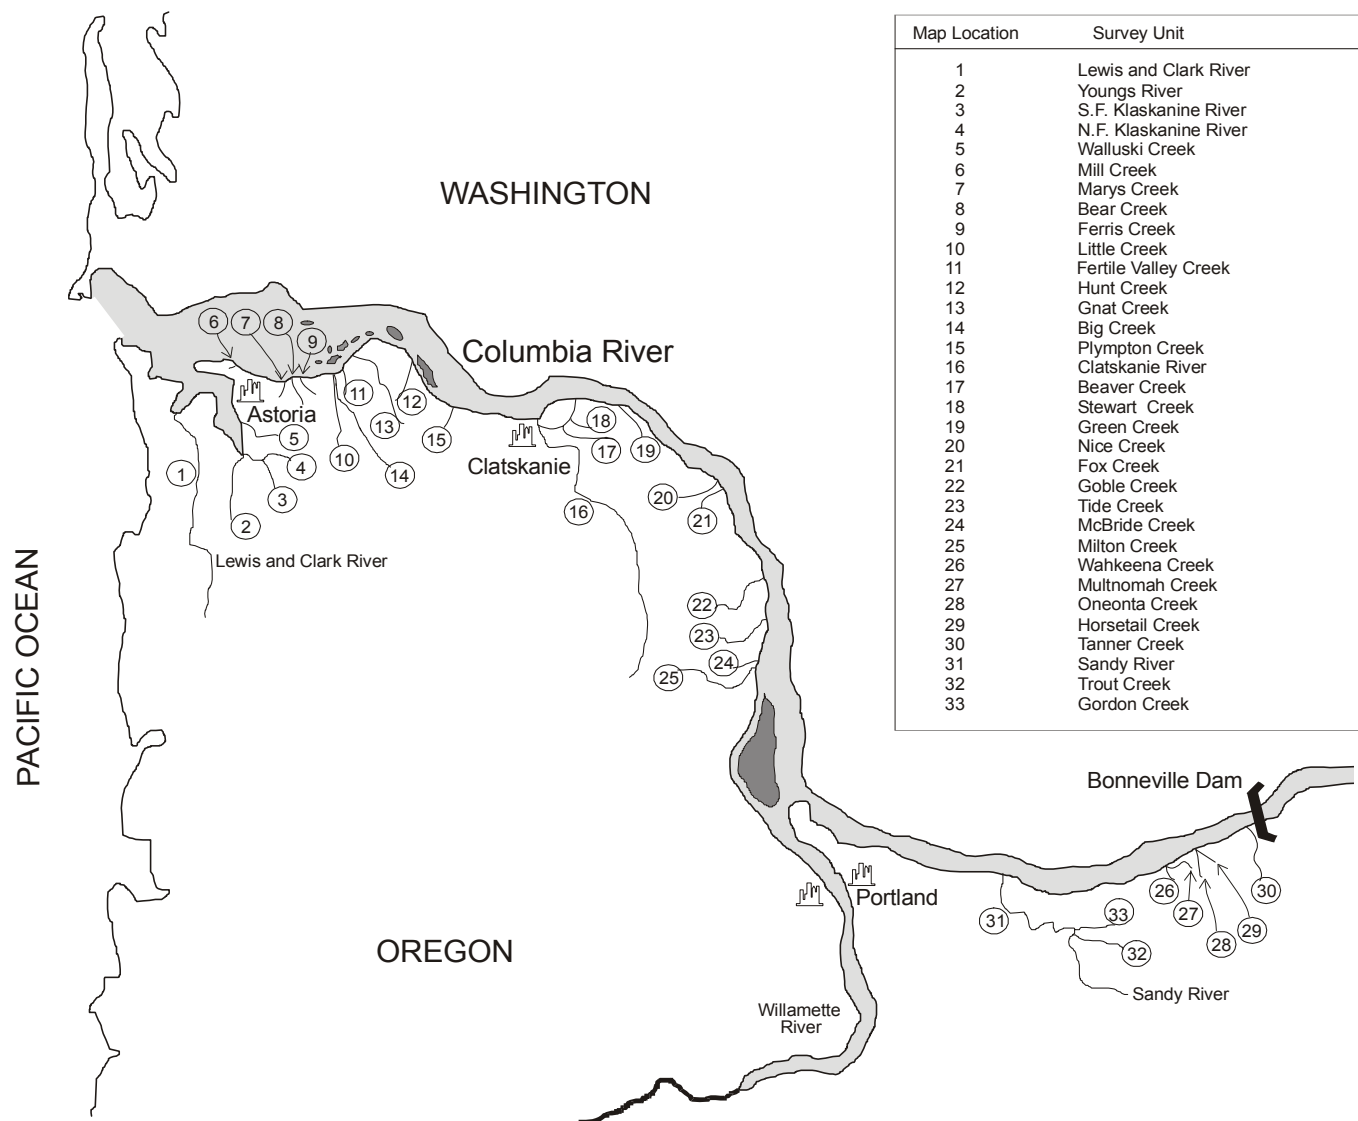 Map Location Survey Unit
1 Lewis and Clark River
2 Youngs River
3 S.F. Klaskanine River
4 N.F. Klaskanine River
5 Walluski Creek
6 Mill Creek
7 Marys Creek
8 Bear Creek
9 Ferris Creek
10 Little Creek
11 Fertile Valley Creek
12 Hunt Creek
13 Gnat Creek
14 Big Creek
15 Plympton Creek
16 Clatskanie River
17 Beaver Creek
18 Stewart Creek
19 Green Creek
20 Nice Creek
21 Fox Creek
22 Goble Creek
23 Tide Creek
24 McBride Creek
25 Milton Creek
26 Wahkeena Creek
27 Multnomah Creek
28 Oneonta Creek
29 Horsetail Creek
30 Tanner Creek
31 Sandy River
32 Trout Creek
33 Gordon Creek
WASHINGTON
6 7 8 9
Columbia River
11
12
Astoria
13
15
18
5
Clatskanie
17
19
10
4
14
1
3
20
16
21
2
Lewis and Clark River
PACIFIC OCEAN
22
23
24
25
Bonneville Dam
Portland
26
30
27
31
33
29
28
OREGON
32
Sandy River
Willamette
River